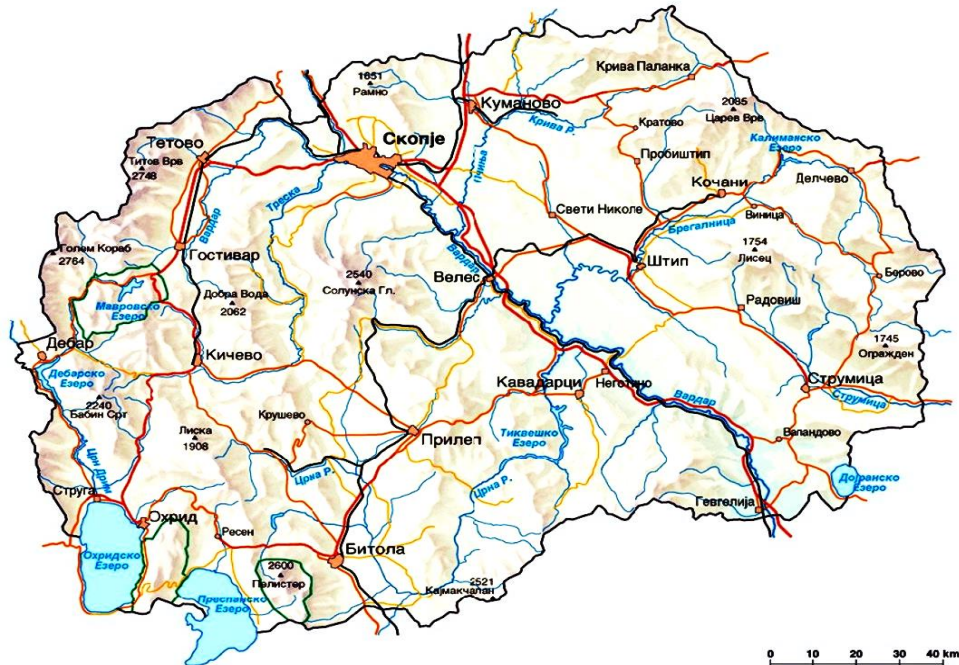 Крива Паланка
1651
Рамно
Куманово
2085
Царев Врв
Скопје
Крива Р.
Кратово
Калиманско
Езеро
Тетово
Пчиња
Пробиштип
Титов Врв
2748
Кочани
Делчево
Треска
Свети Николе
Виница
Вардар
Брегалница
Голем Кораб
2764
Гостивар
Вардар
1754
Лисец
Штип
Берово
2540
Солунска Гл.
Велес
Мавровско
Езеро
Добра Вода
2062
Радовиш
Дебар
1745
Огражден
Кичево
Дебарско
Езеро
Кавадарци
Неготино
Струмица
Вардар
Струмица
2240
Бабин Срт
Крушево
Лиска
1908
Прилеп
Тиквешко
Езеро
Валандово
Црн Дрим
Црна Р.
Црна Р.
Дојранско
Езеро
Струга
Гевгелија
Охрид
Ресен
Битола
Охридско
Езеро
2600
Пелистер
2521
Кајмакчалан
Преспанско
Езеро
0 10 20 30 40 km